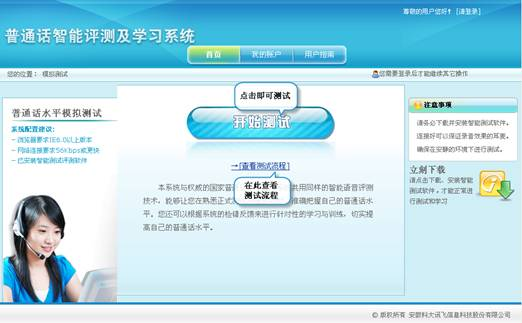 尊敬的用户您好! [请登录]
普通话智能评测及学习系统
首页
我的账户
用户指南
您的位置： 模拟测试
您需要登录后才能继续其它操作
普通话水平模拟测试
系统配置建议:
– 浏览器要求IE6.0以上版本
– 网络连接要求56Kbps或更快
– 已安装智能测试评测软件
点击即可测试
开始测试
→[查看测试流程]
在此查看
测试流程
本系统与权威的国家普
共用同样的智能语音评测
技术，能够让您在熟悉正式
准确把握自己的普通话水
平。您还可以根据系统的检错反馈来进行针对性的学习与训练，切实提
高自己的普通话水平。
注意事项
请务必下载并安装智能测试软件。
连接好可以保证录音效果的耳麦。
确保在安静的环境下进行测试。
立刻下载
请点击下载、安装智能
测试软件，才能正常进
行测试和学习
© 版权所有 安徽科大讯飞信息科技股份有限公司